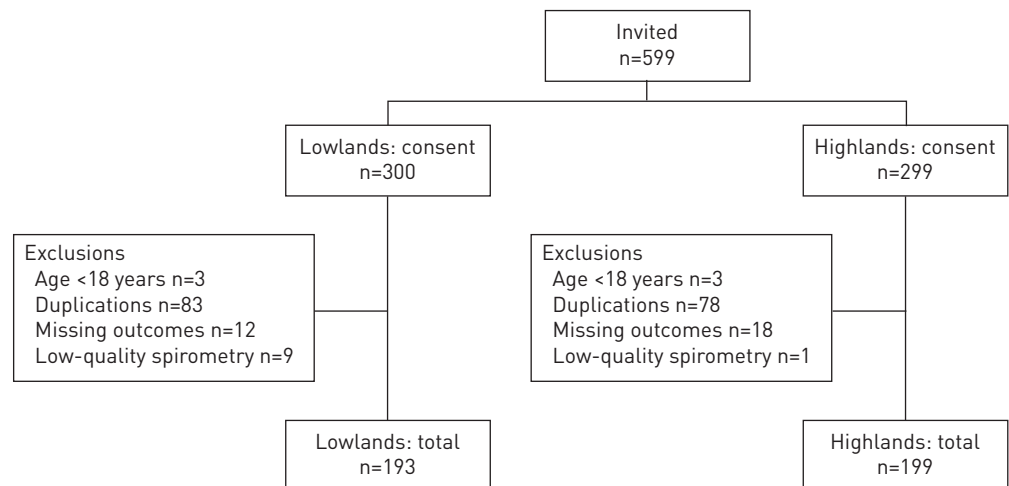 Invited
n=599
Lowlands: consent
n=300
Highlands: consent
n=299
Exclusions
Age <18 years n=3
Duplications n=83
Missing outcomes n=12
Low-quality spirometry n=9
Exclusions
Age <18 years n=3
Duplications n=78
Missing outcomes n=18
Low-quality spirometry n=1
Lowlands: total
n=193
Highlands: total
n=199